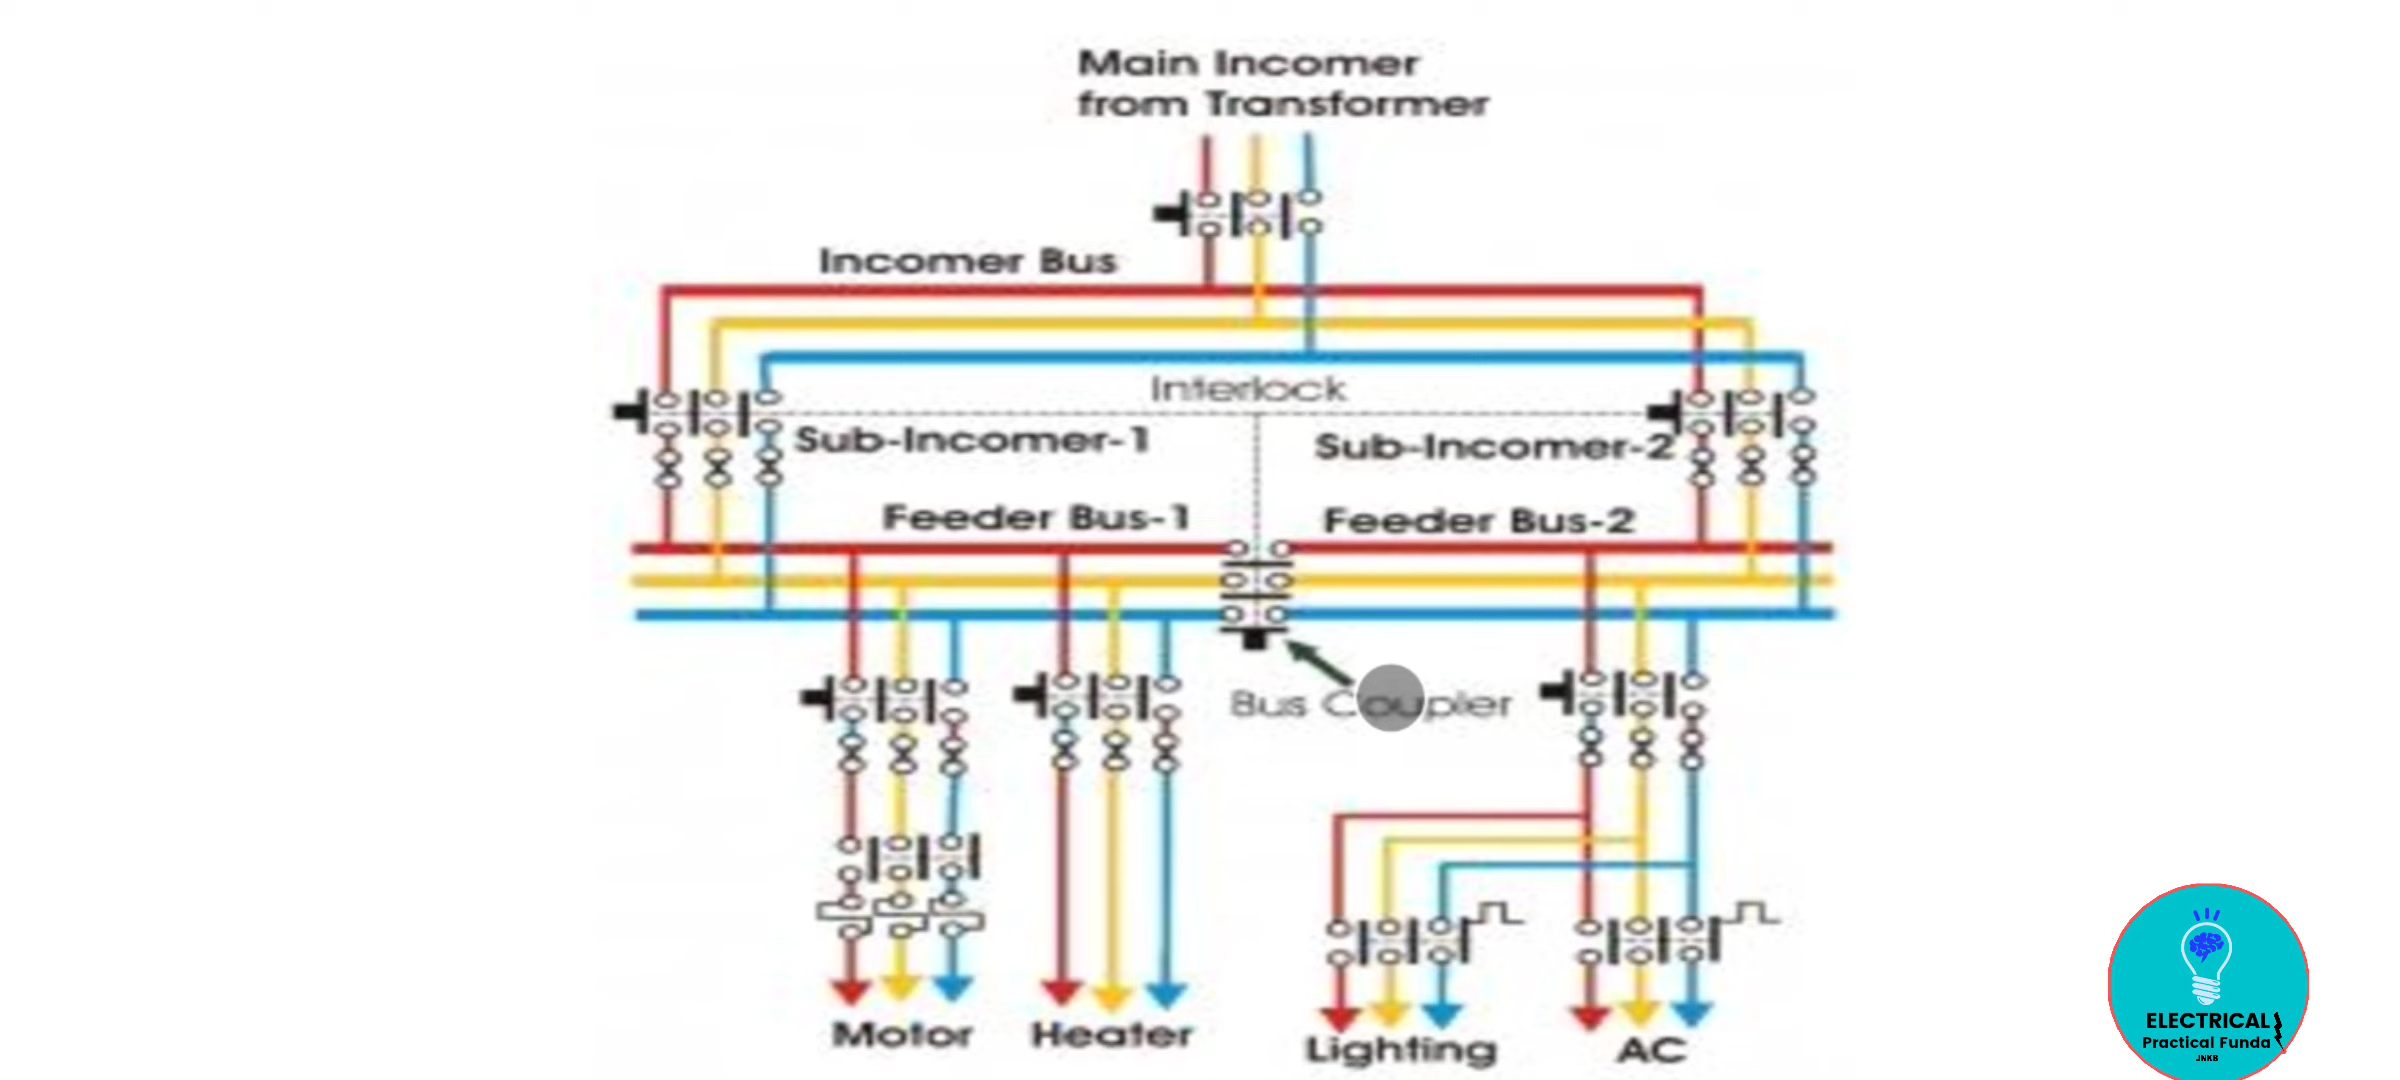 Main Incomer
from Transformer
Incomer Bus
Interlock
Sub-Incomer-1
Sub-Incomer-2
Feeder Bus-1
Feeder Bus-2
Bus Coupler
Motor
Heater
Lighting
AC
ELECTRICAL
Practical Funda
JNKB